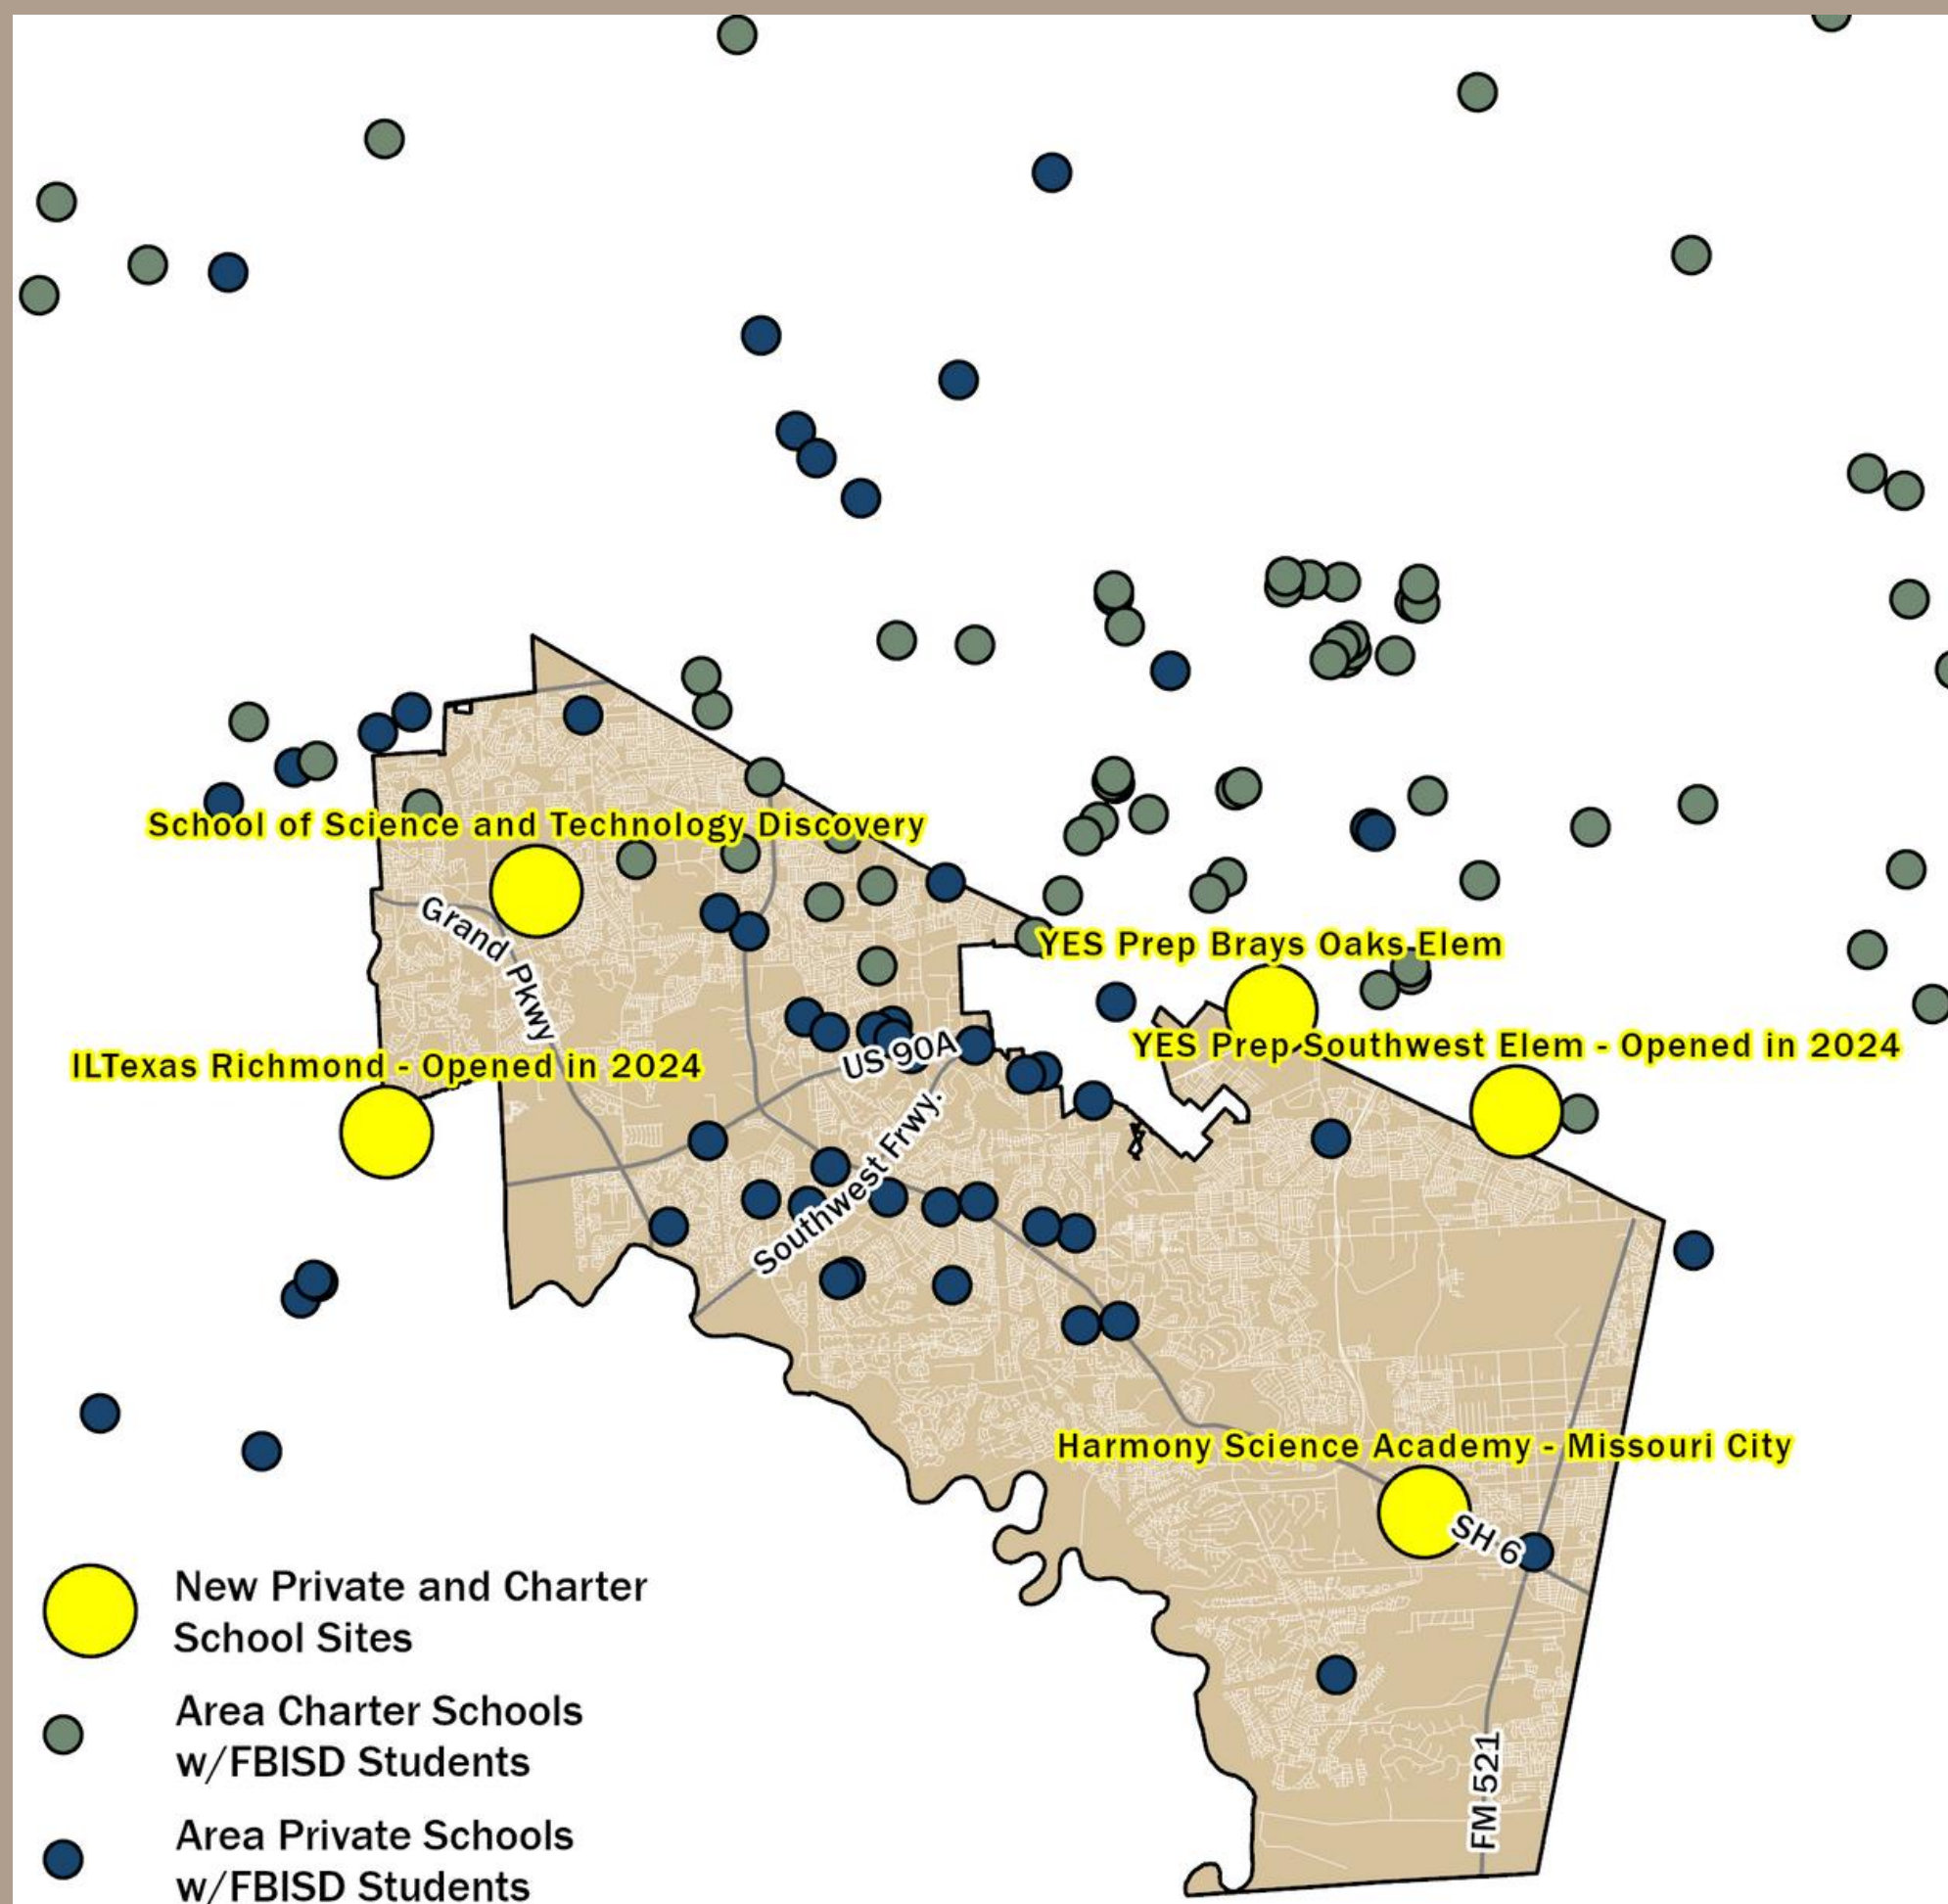 School of Science and Technology Discovery
Grand Pkwy
YES Prep Brays Oaks Elem
YES Prep Southwest Elem - Opened in 2024
US 90A
ILTexas Richmond - Opened in 2024
Southwest Frwy.
Harmony Science Academy - Missouri City
SH 6
FM 521
New Private and Charter
School Sites
Area Charter Schools
w/FBISD Students
Area Private Schools
w/FBISD Students